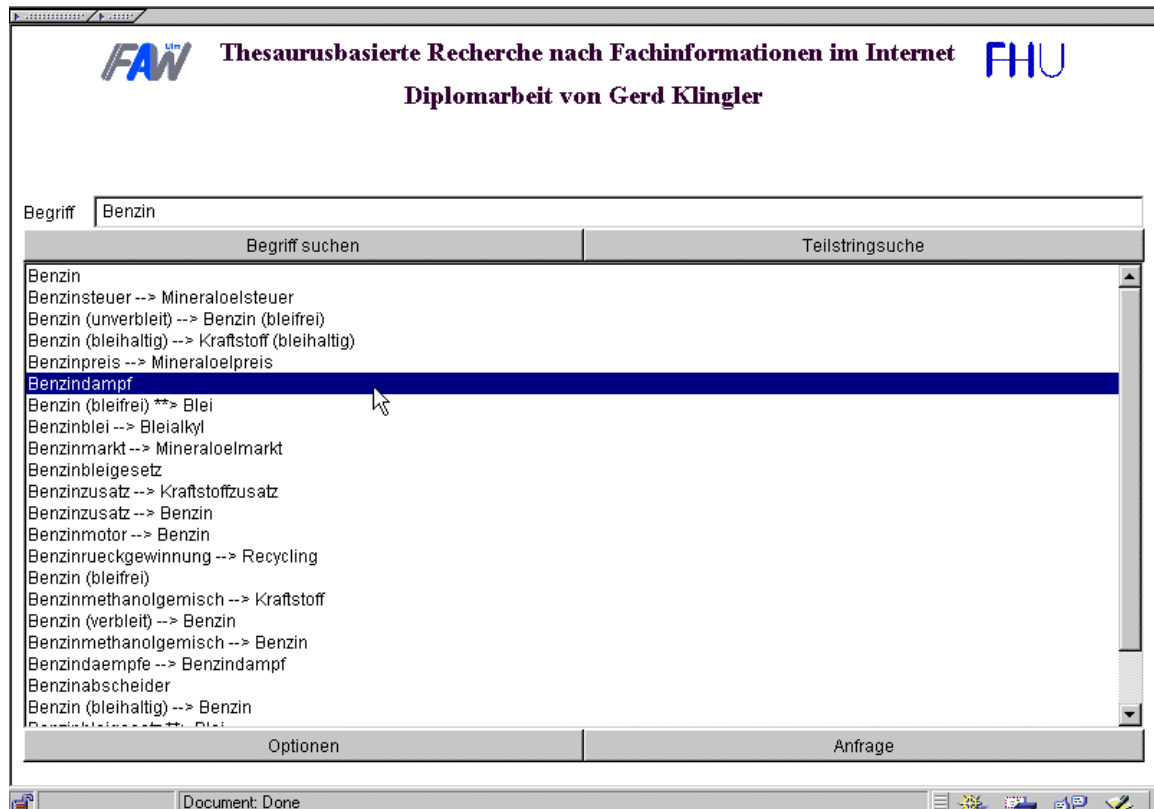 FAW Ulm
Thesaurusbasierte Recherche nach Fachinformationen im Internet
FHU
Diplomarbeit von Gerd Klingler
Begriff Benzin
Begriff suchen Teilstringsuche
Benzin
Benzinsteuer --> Mineraloelsteuer
Benzin (unverbleit) --> Benzin (bleifrei)
Benzin (bleihaltig) --> Kraftstoff (bleihaltig)
Benzinpreis --> Mineraloelpreis
Benzindampf
Benzin (bleifrei) **> Blei
Benzinblei --> Bleialkyl
Benzinmarkt --> Mineraloelmarkt
Benzinbleigesetz
Benzinzusatz --> Kraftstoffzusatz
Benzinzusatz --> Benzin
Benzinmotor --> Benzin
Benzinrueckgewinnung --> Recycling
Benzin (bleifrei)
Benzinmethanolgemisch --> Kraftstoff
Benzin (verbleit) --> Benzin
Benzinmethanolgemisch --> Benzin
Benzindaempfe --> Benzindampf
Benzinabscheider
Benzin (bleihaltig) --> Benzin
Optionen Anfrage
Document: Done